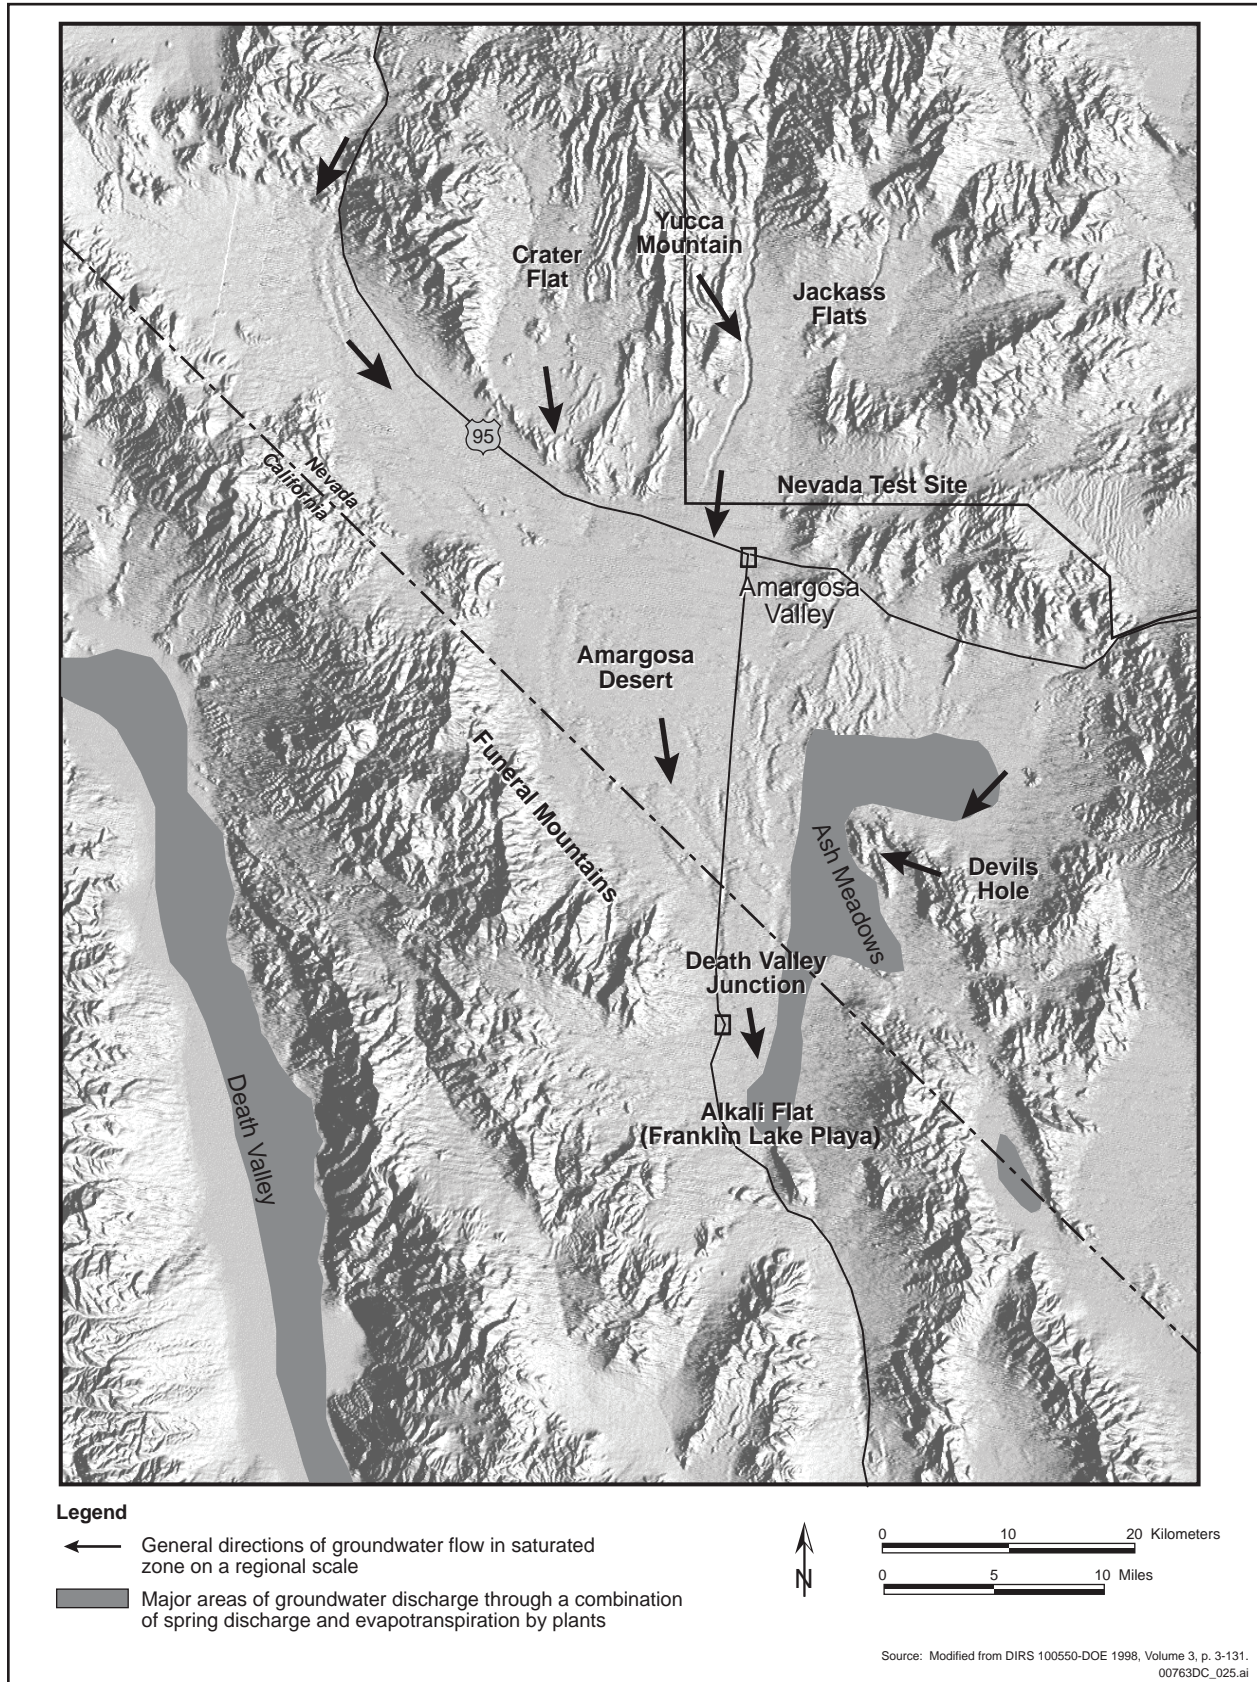 Yucca
Mountain
Crater
Flat
Jackass
Flats
95
Nevada
California
Nevada Test Site
Amargosa
Valley
Amargosa
Desert
Funeral Mountains
Ash Meadows
Devils
Hole
Death Valley
Junction
Death Valley
Alkali Flat
(Franklin Lake Playa)
Legend
General directions of groundwater flow in saturated
zone on a regional scale
Major areas of groundwater discharge through a combination
of spring discharge and evapotranspiration by plants
N
0 10 20 Kilometers
0 5 10 Miles
Source: Modified from DIRS 100550-DOE 1998, Volume 3, p. 3-131.
00763DC_025.ai